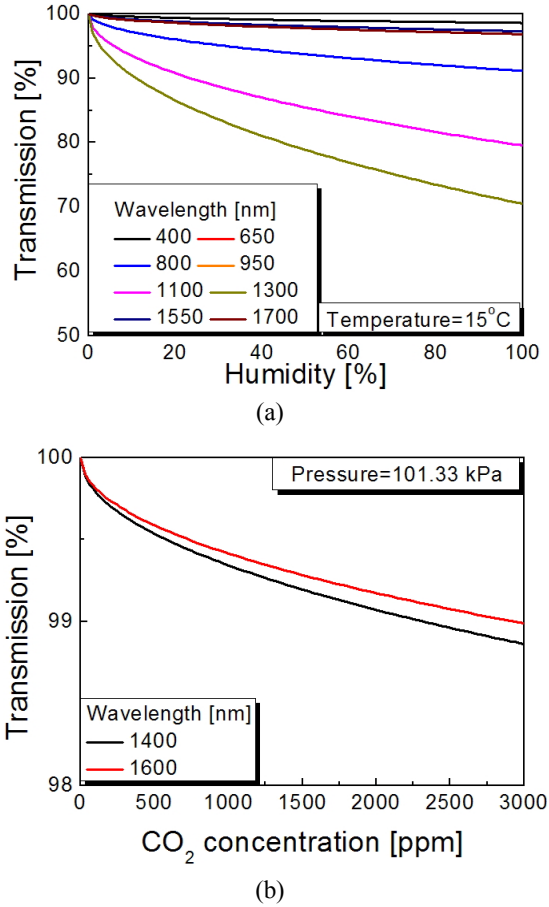 100
90
80
70
60
50
Transmission [%]
Wavelength [nm]
400 650
800 950
1100 1300
1550 1700
Temperature=15°C
0 20 40 60 80 100
Humidity [%]
(a)
100
99
98
Transmission [%]
Pressure=101.33 kPa
Wavelength [nm]
1400
1600
0 500 1000 1500 2000 2500 3000
CO2 concentration [ppm]
(b)